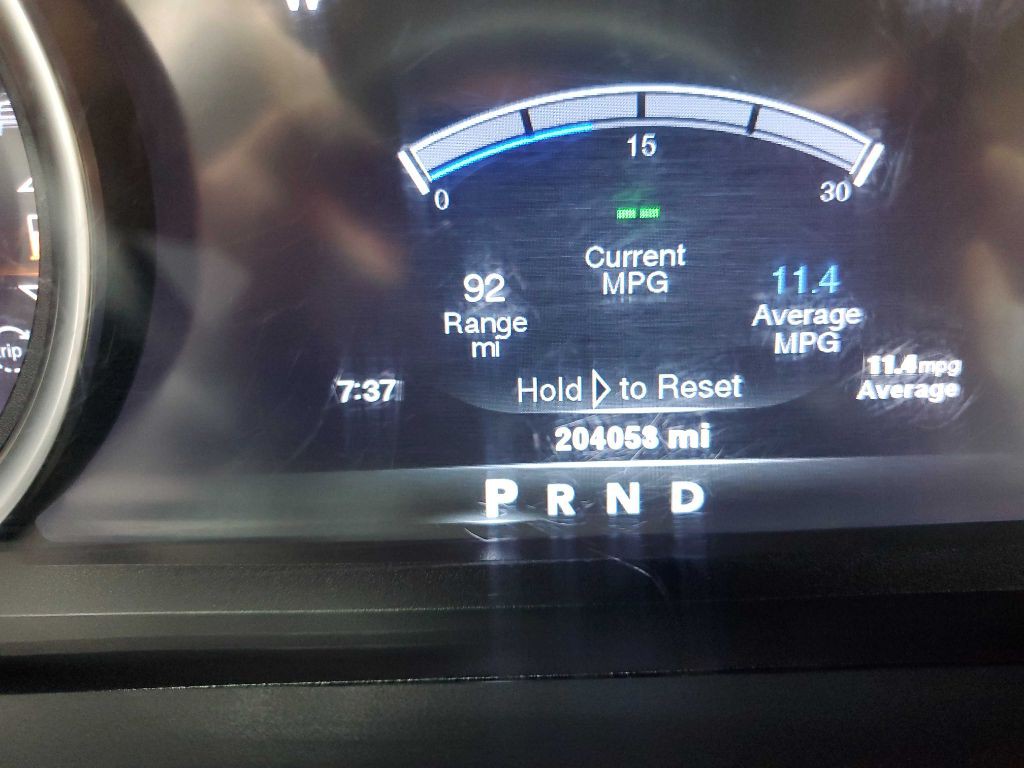 15
0
30
--
Current
MPG
92
Range
mi
11.4
Average
MPG
11.4mpg
Average
7:37
Hold ▷ to Reset
204053 mi
P R N D
rip